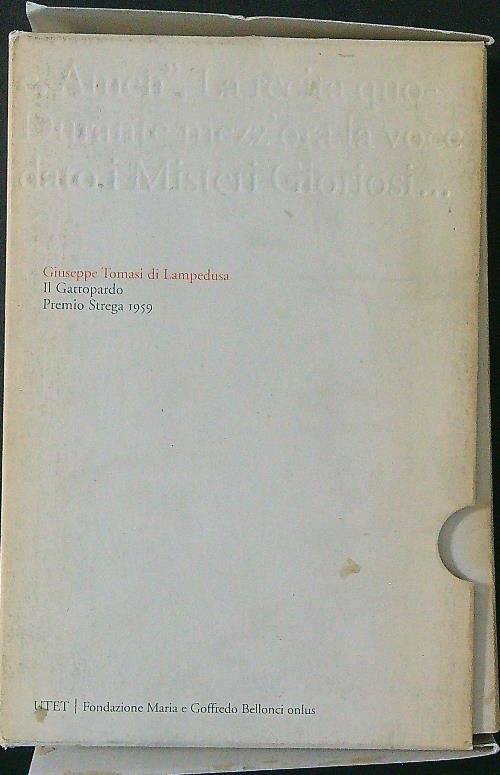 ... Amen". La recita quo-
Durante mezz'ora la voce
dato i Misteri Gloriosi...
Giuseppe Tomasi di Lampedusa
Il Gattopardo
Premio Strega 1959
UTET | Fondazione Maria e Goffredo Bellonci onlus